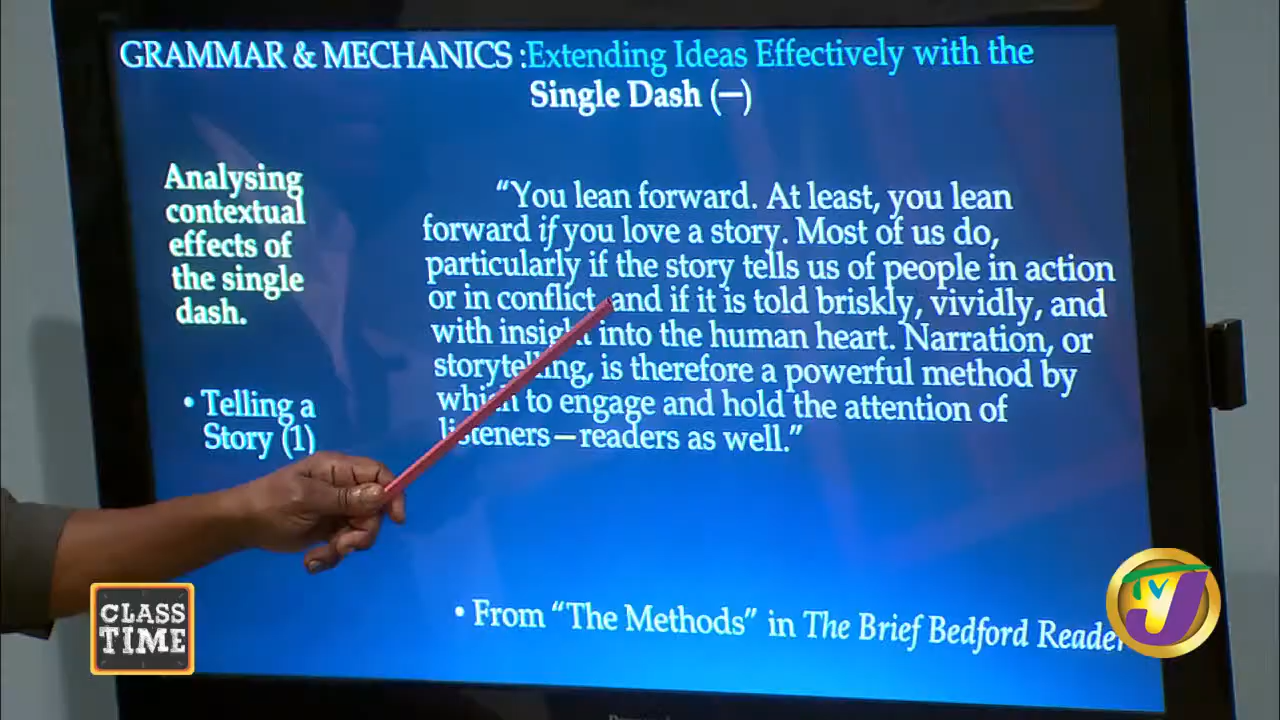 GRAMMAR & MECHANICS :Extending Ideas Effectively with the
Single Dash (—)
Analysing
contextual
effects of
the single
dash.
• Telling a
Story (1)
“You lean forward. At least, you lean
forward if you love a story. Most of us do,
particularly if the story tells us of people in action
or in conflict, and if it is told briskly, vividly, and
with insight into the human heart. Narration, or
storytelling, is therefore a powerful method by
which to engage and hold the attention of
listeners—readers as well.”
• From “The Methods” in The Brief Bedford Reader
CLASS
TIME
TVJ